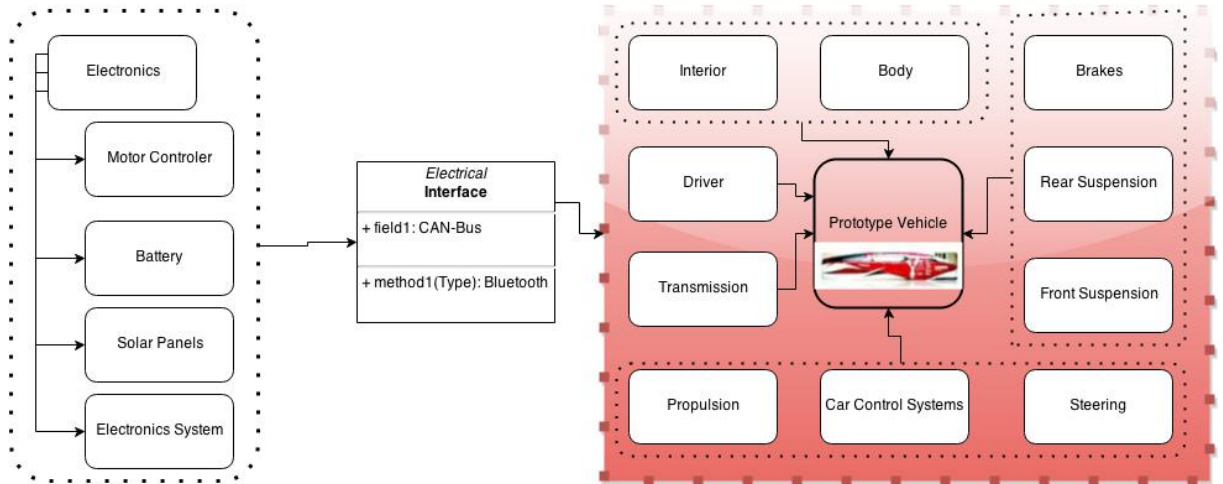 Electronics
Motor Controler
Battery
Solar Panels
Electronics System
Electrical
Interface
+ field1: CAN-Bus
+ method1(Type): Bluetooth
Interior
Body
Brakes
Driver
Prototype Vehicle
Rear Suspension
Transmission
Front Suspension
Propulsion
Car Control Systems
Steering